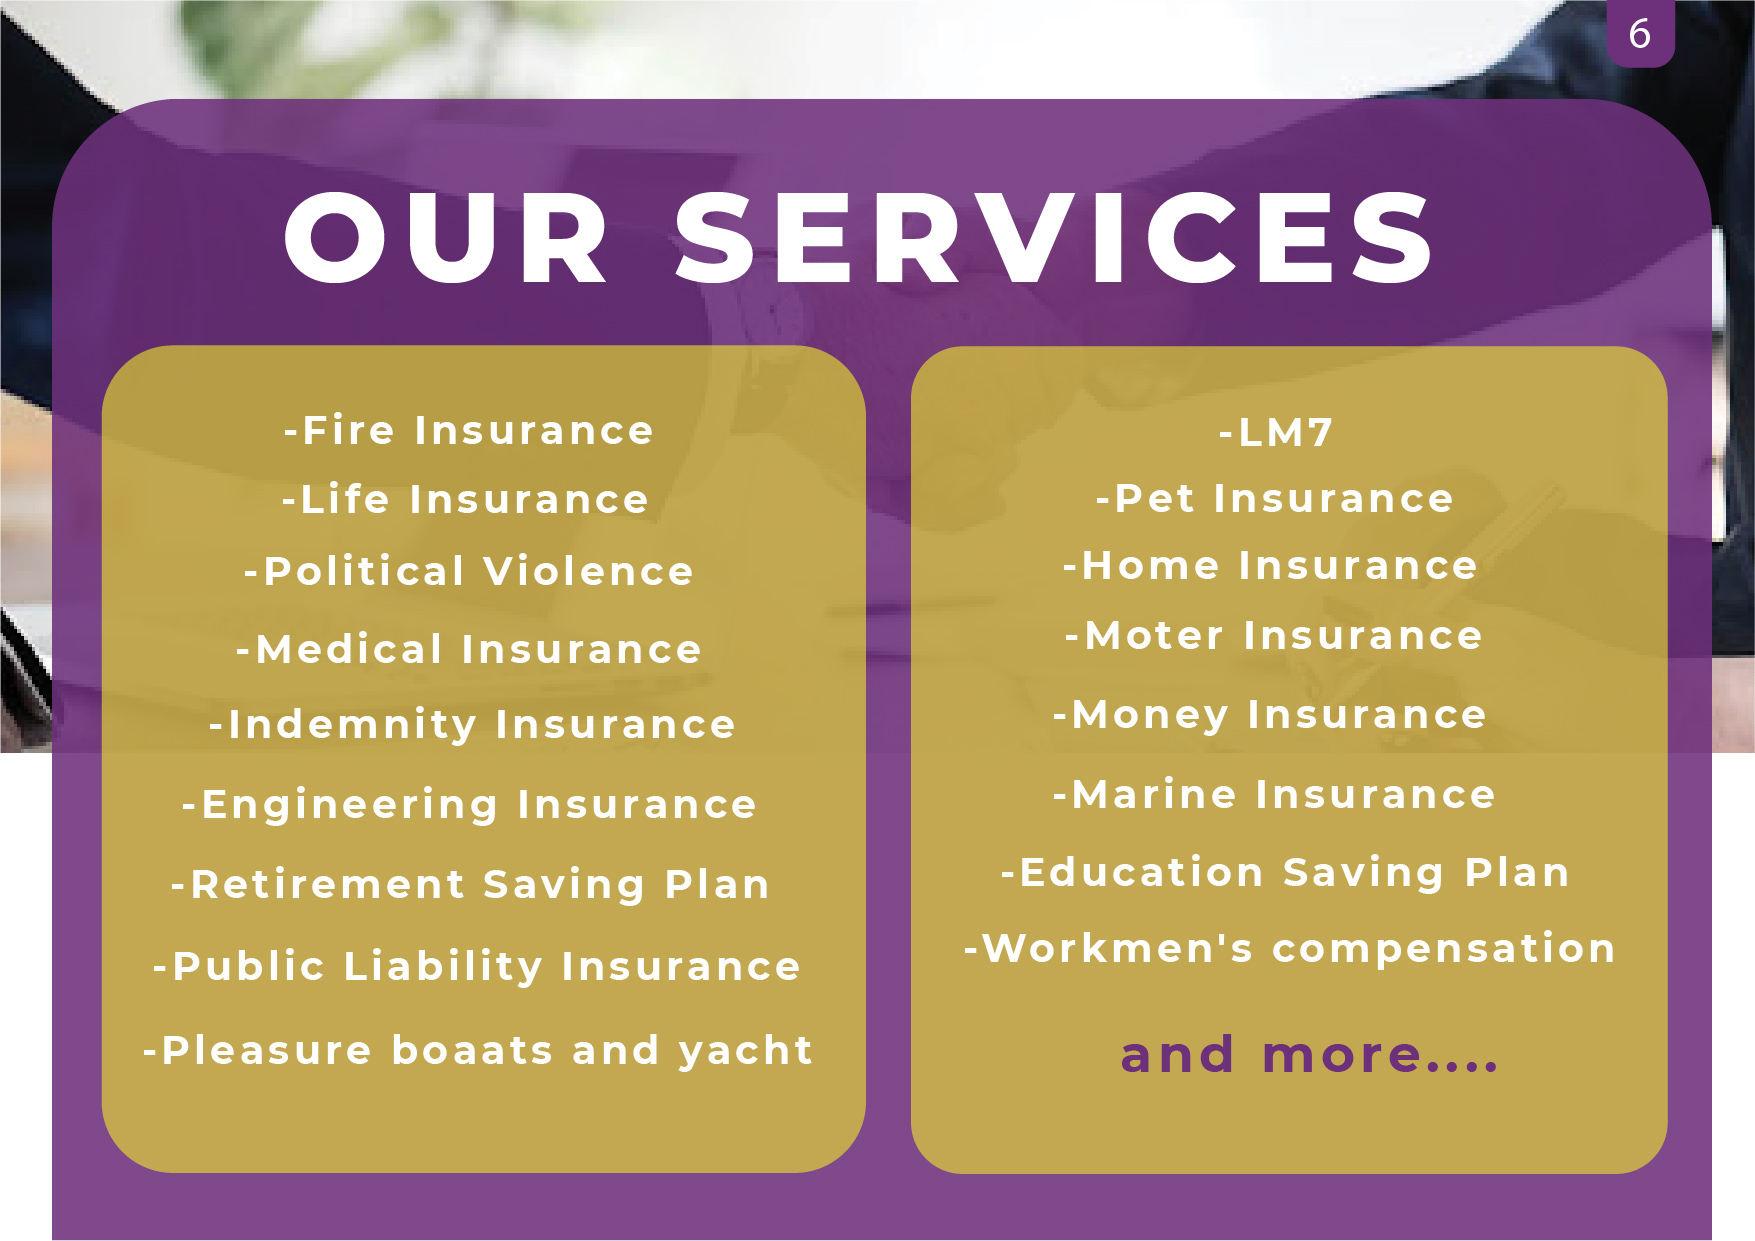 6
OUR SERVICES
-Fire Insurance
-Life Insurance
-Political Violence
-Medical Insurance
-Indemnity Insurance
-Engineering Insurance
-Retirement Saving Plan
-Public Liability Insurance
-Pleasure boaats and yacht
-LM7
-Pet Insurance
-Home Insurance
-Moter Insurance
-Money Insurance
-Marine Insurance
-Education Saving Plan
-Workmen's compensation
and more....